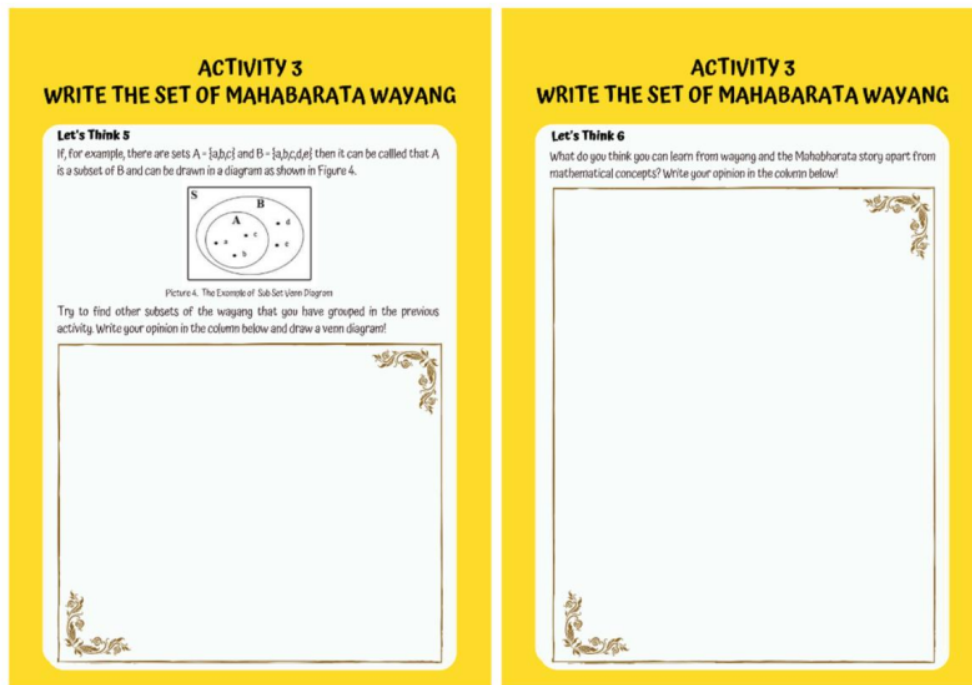 ACTIVITY 3
WRITE THE SET OF MAHABARATA WAYANG
Let's Think 5
If, for example, there are sets A = {a,b,c} and B = {a,b,c,d,e} then it can be callled that A
is a subset of B and can be drawn in a diagram as shown in Figure 4.
S
B
A
d
c
a
e
b
Picture 4. The Example of Sub Set Venn Diagram
Try to find other subsets of the wayang that you have grouped in the previous
activity. Write your opinion in the column below and draw a venn diagram!
ACTIVITY 3
WRITE THE SET OF MAHABARATA WAYANG
Let's Think 6
What do you think you can learn from wayang and the Mahabharata story apart from
mathematical concepts? Write your opinion in the column below!